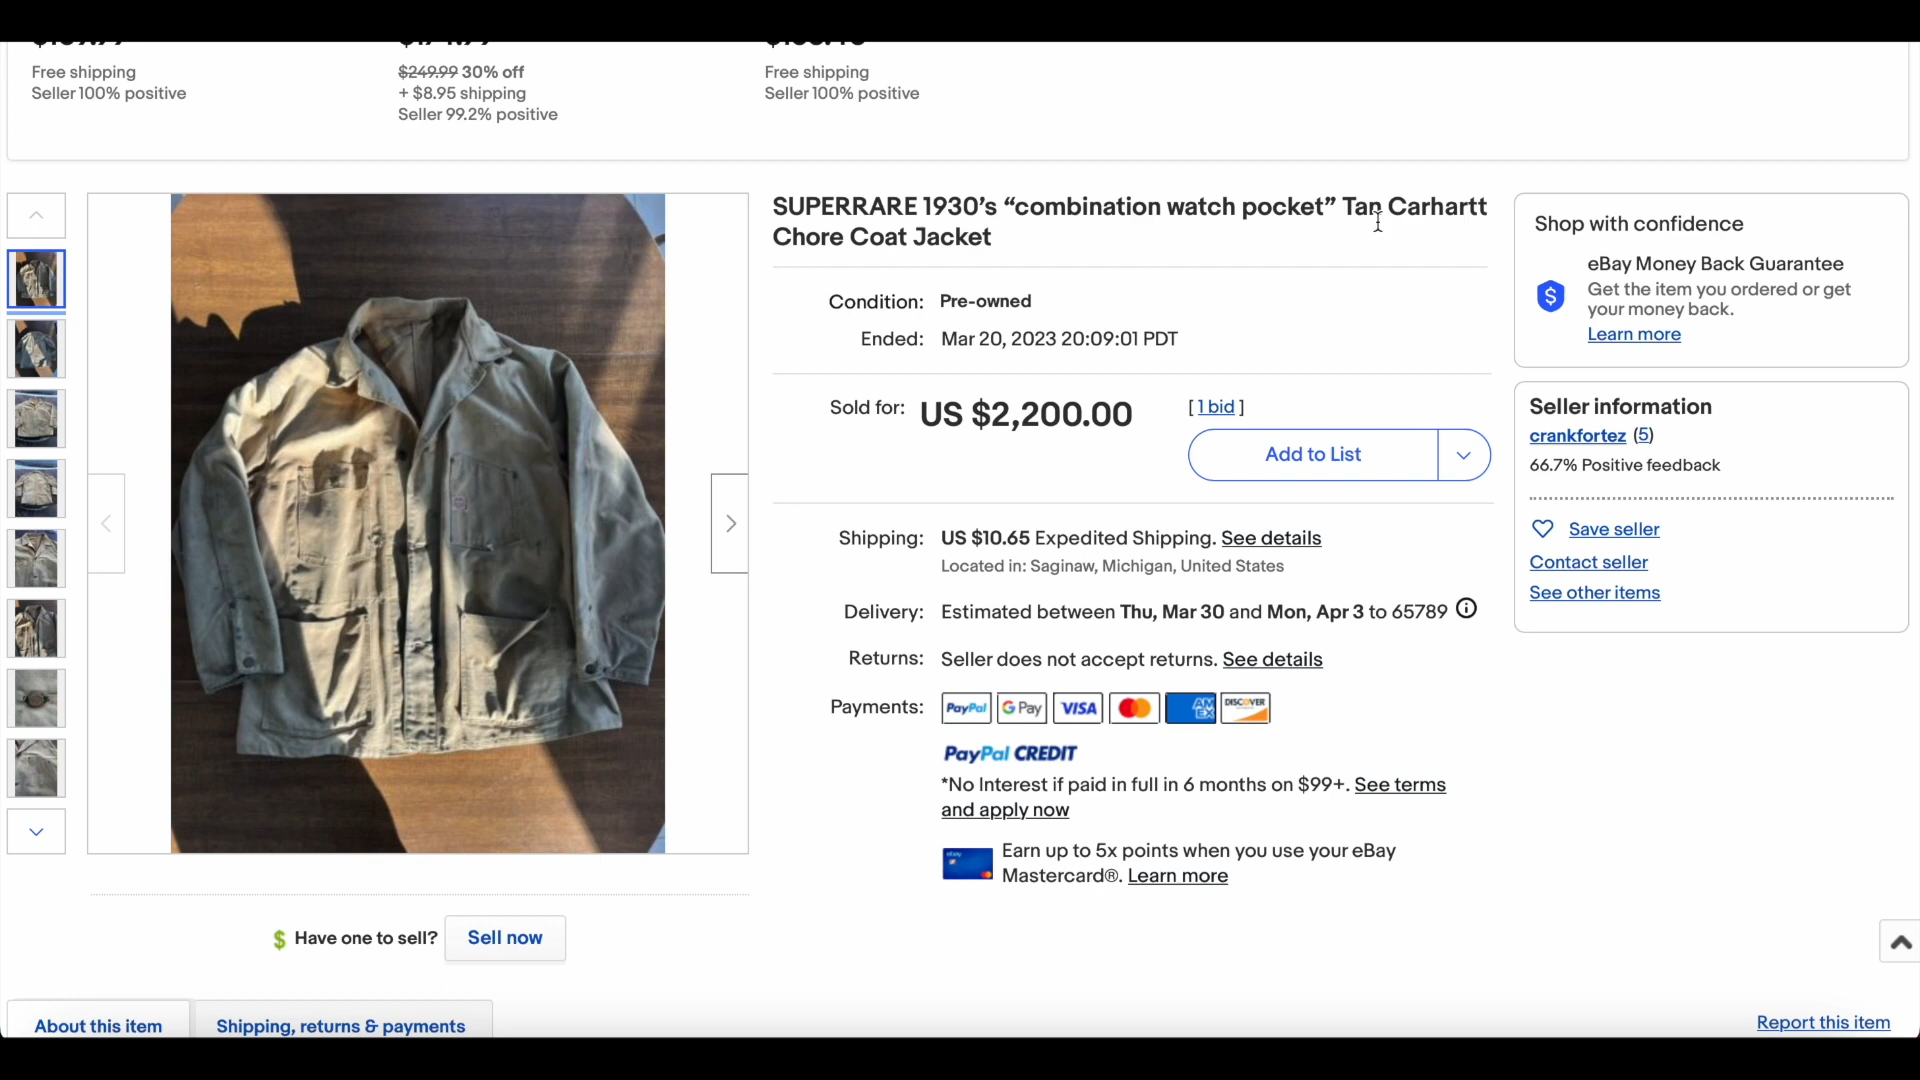 Free shipping
Seller 100% positive
$249.99 30% off
+ $8.95 shipping
Seller 99.2% positive
Free shipping
Seller 100% positive
SUPERRARE 1930’s “combination watch pocket” Tan Carhartt
Chore Coat Jacket
Condition: Pre-owned
Ended: Mar 20, 2023 20:09:01 PDT
Sold for: US $2,200.00 [ 1 bid ]
Add to List
Shipping: US $10.65 Expedited Shipping. See details
Located in: Saginaw, Michigan, United States
Delivery: Estimated between Thu, Mar 30 and Mon, Apr 3 to 65789
Returns: Seller does not accept returns. See details
Payments: PayPal G Pay VISA AM EX DISCOVER
PayPal CREDIT
*No Interest if paid in full in 6 months on $99+. See terms
and apply now
ebay
Earn up to 5x points when you use your eBay
Mastercard®. Learn more
Shop with confidence
eBay Money Back Guarantee
Get the item you ordered or get
your money back.
Learn more
Seller information
crankfortez (5)
66.7% Positive feedback
Save seller
Contact seller
See other items
$ Have one to sell? Sell now
About this item
Shipping, returns & payments
Report this item